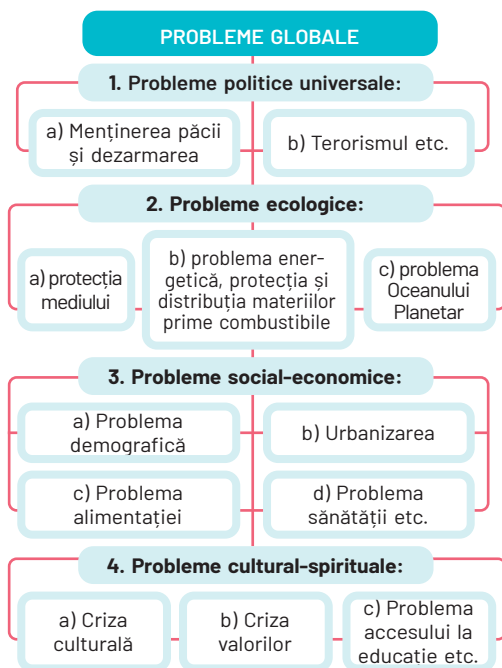 PROBLEME GLOBALE
1. Probleme politice universale:
a) Menținerea păcii
și dezarmarea
b) Terorismul etc.
2. Probleme ecologice:
a) protecția
mediului
b) problema ener-
getică, protecția și
distribuția materiilor
prime combustibile
c) problema
Oceanului
Planetar
3. Probleme social-economice:
a) Problema
demografică
b) Urbanizarea
c) Problema
alimentației
d) Problema
sănătății etc.
4. Probleme cultural-spirituale:
a) Criza
culturală
b) Criza
valorilor
c) Problema
accesului la
educație etc.